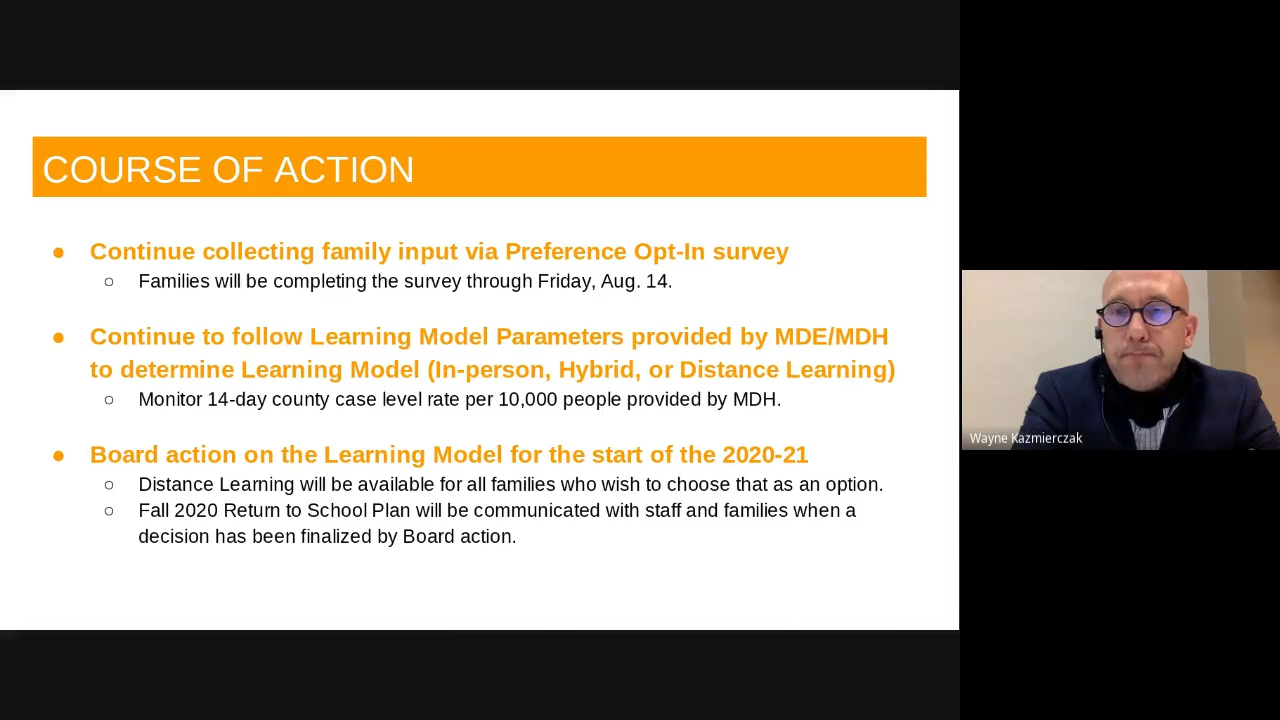 COURSE OF ACTION
● Continue collecting family input via Preference Opt-In survey
○ Families will be completing the survey through Friday, Aug. 14.
● Continue to follow Learning Model Parameters provided by MDE/MDH
to determine Learning Model (In-person, Hybrid, or Distance Learning)
○ Monitor 14-day county case level rate per 10,000 people provided by MDH.
● Board action on the Learning Model for the start of the 2020-21
○ Distance Learning will be available for all families who wish to choose that as an option.
○ Fall 2020 Return to School Plan will be communicated with staff and families when a
decision has been finalized by Board action.
Wayne Kazmierczak